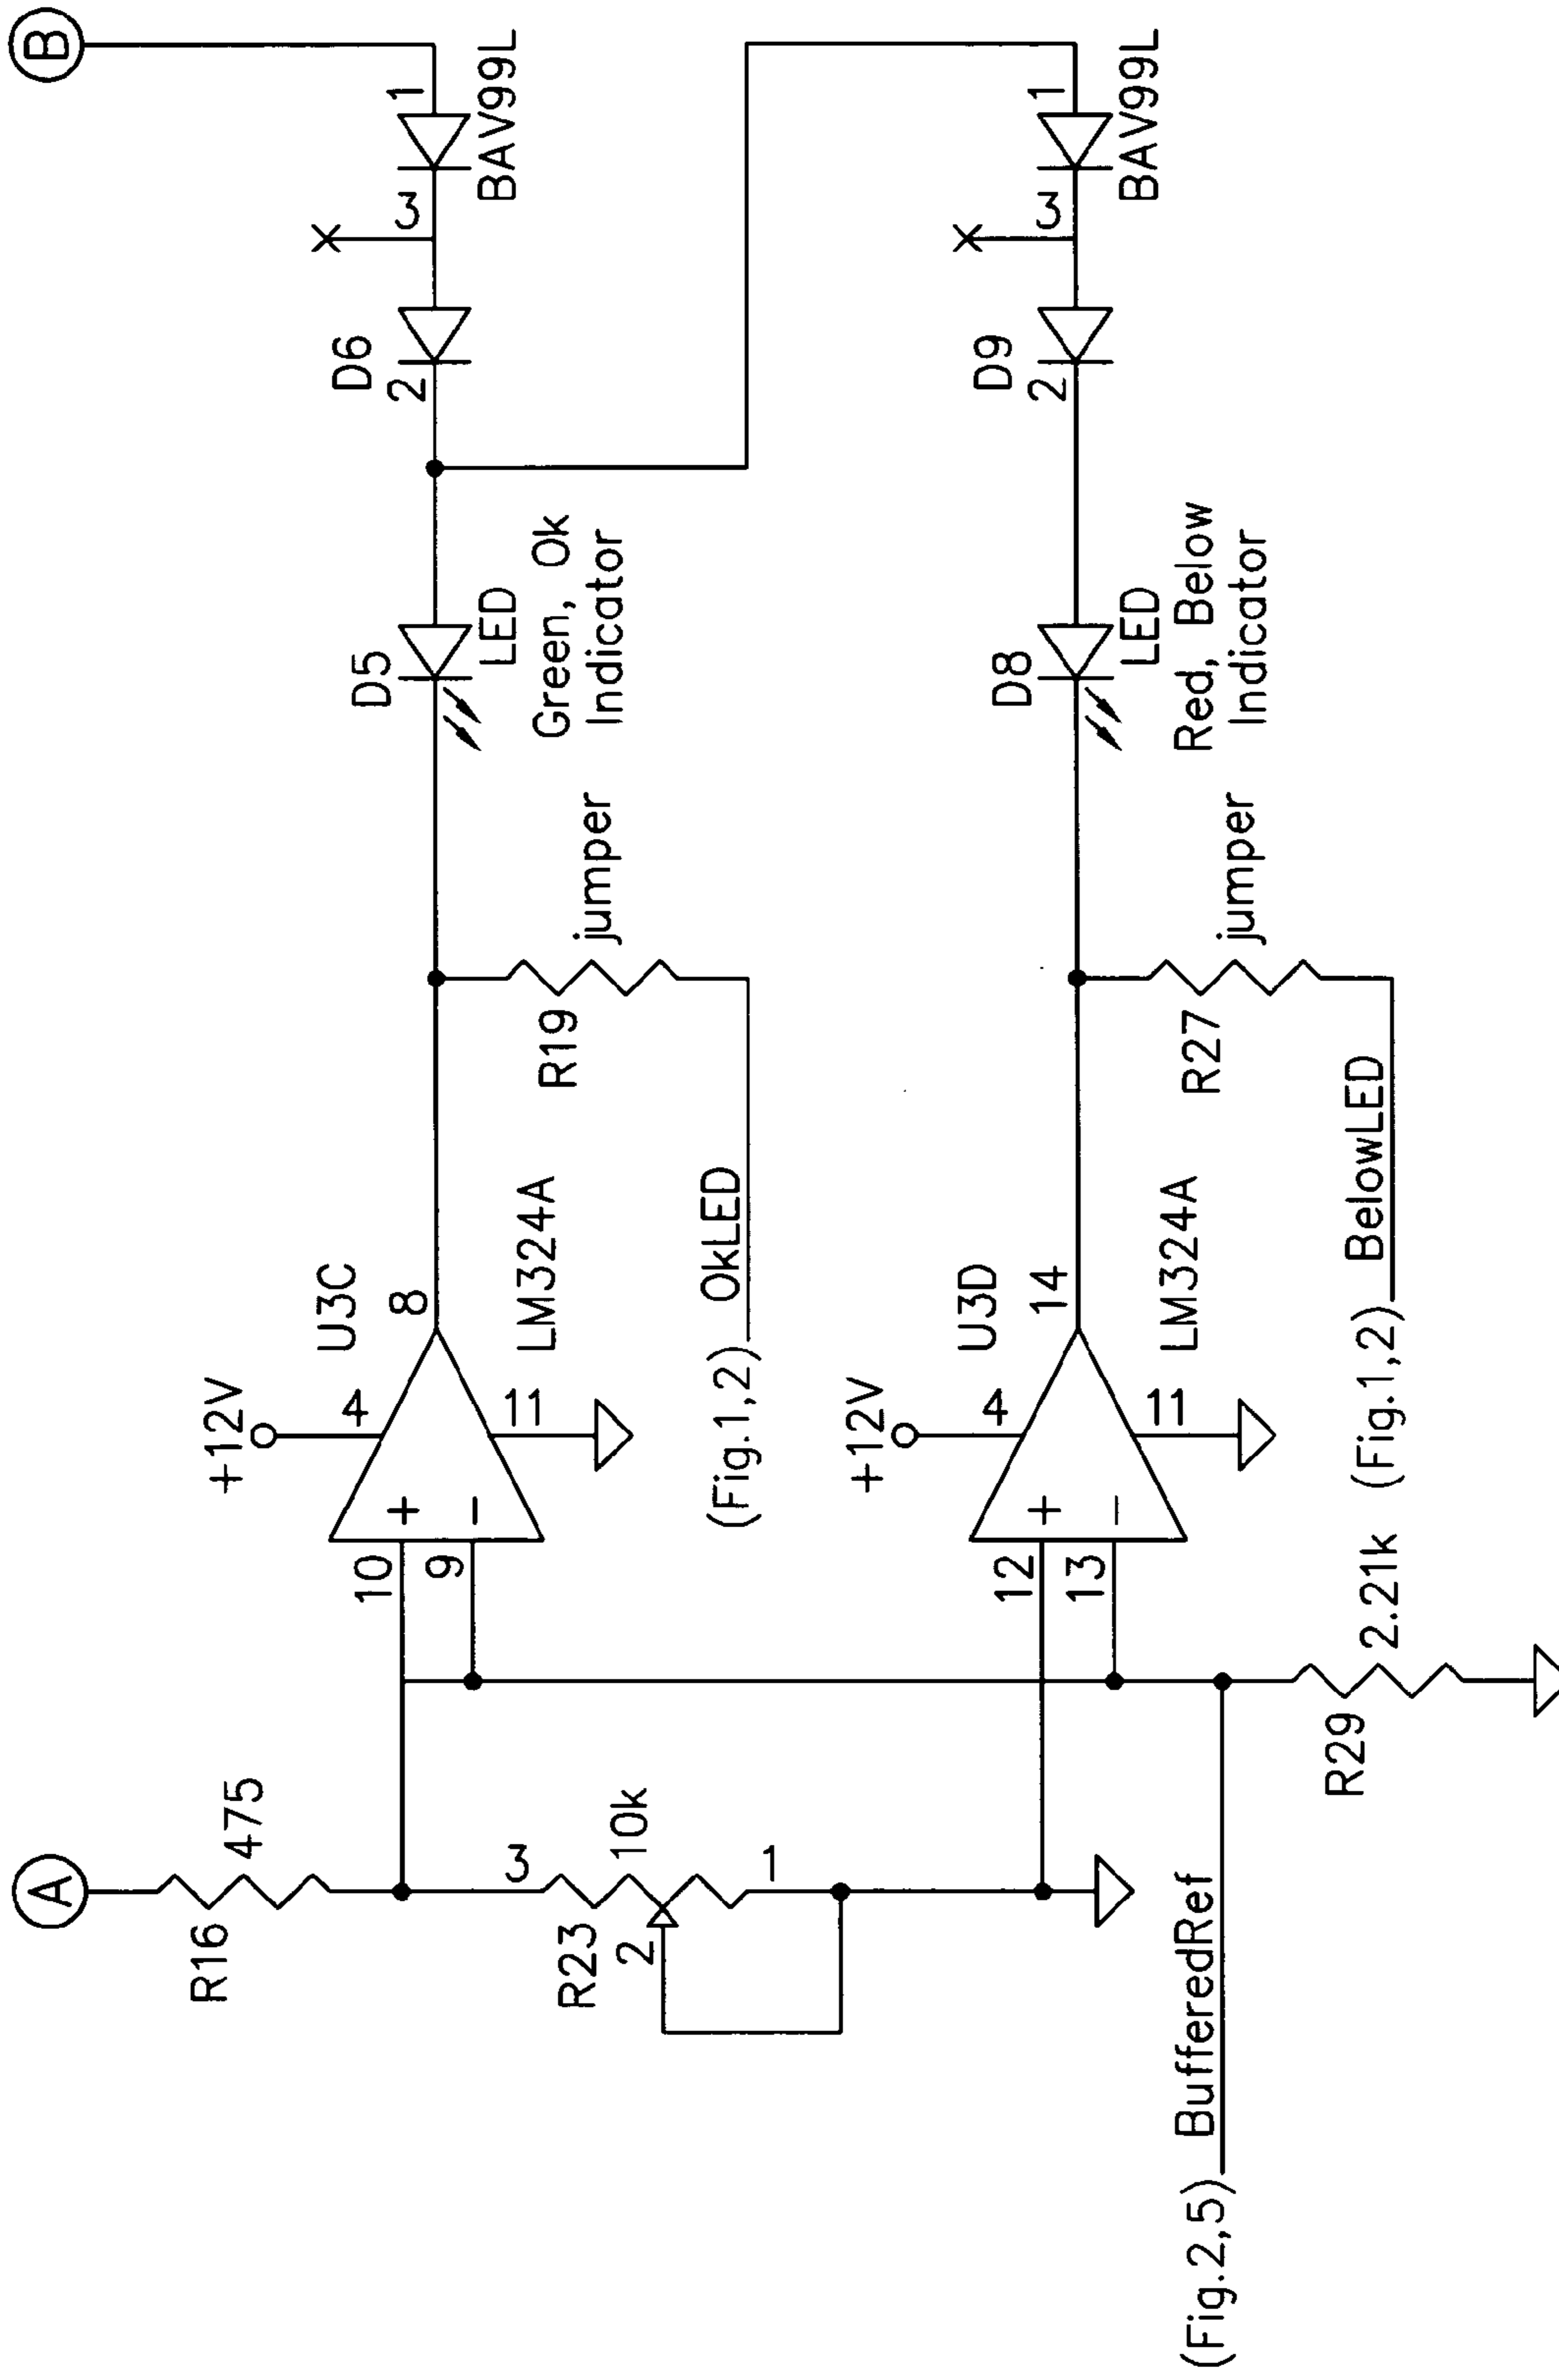 A
R16
475
R23
10k
3
2
1
(Fig.2,5) BufferedRef
R29
2.21k
+12V
U3C
4
10
9
+
-
8
11
LM324A
(Fig.1,2) OkLED
R19
jumper
D5
LED
Green, Ok
Indicator
D6
2
3
1
BAV99L
B
+12V
U3D
4
12
13
+
-
14
11
LM324A
(Fig.1,2) BelowLED
R27
jumper
D8
LED
Red, Below
Indicator
D9
2
3
1
BAV99L